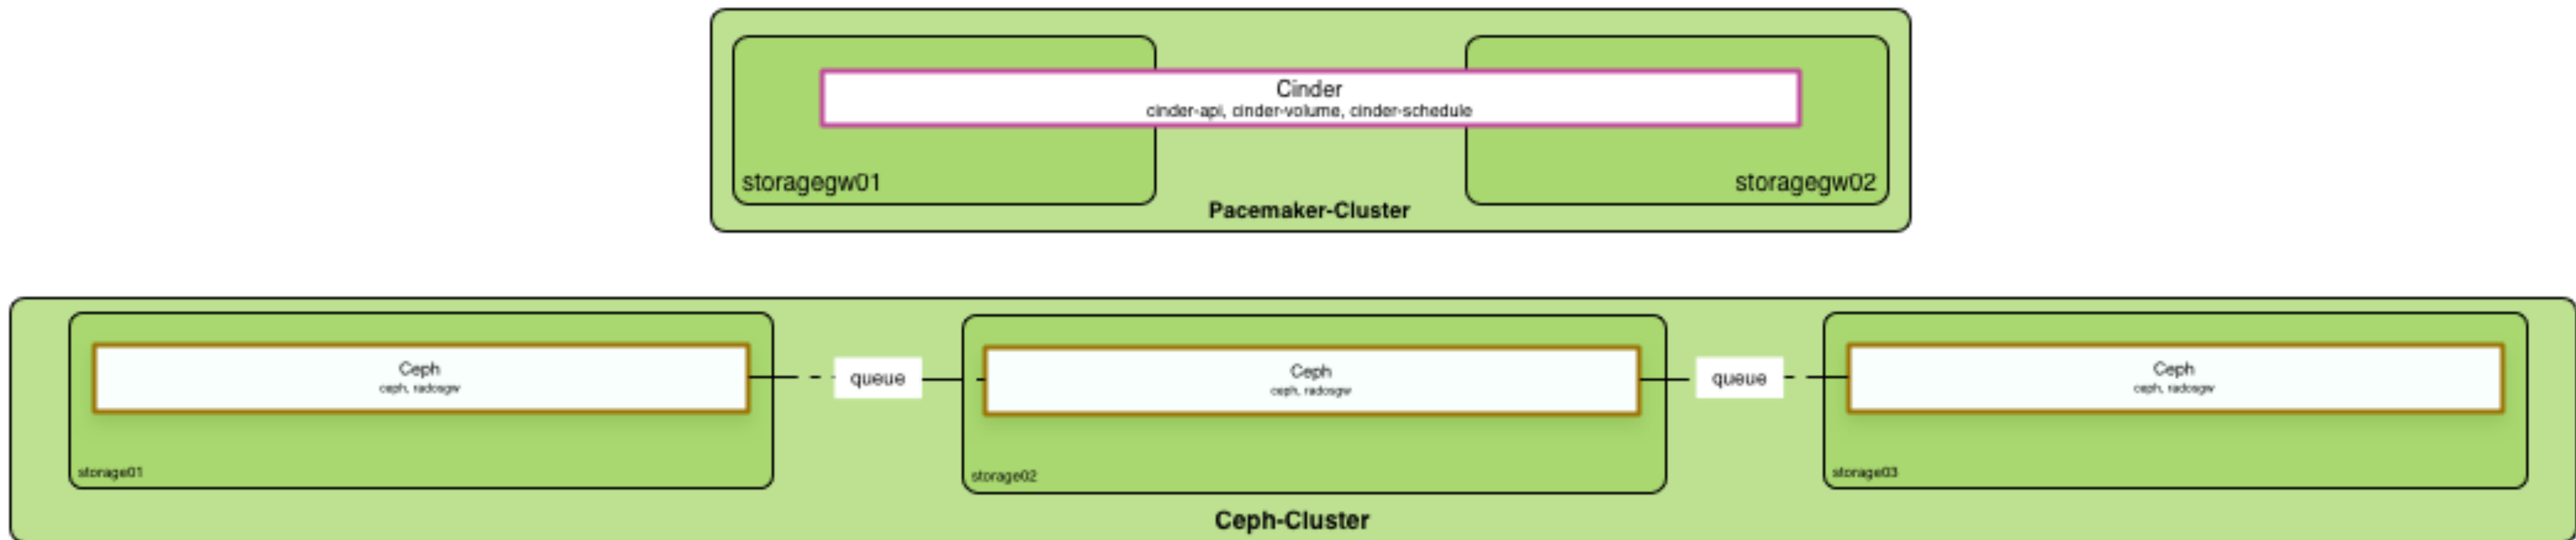 Cinder
cinder-api, cinder-volume, cinder-schedule
storagegw01
storagegw02
Pacemaker-Cluster
Ceph
ceph, radosgw
queue
Ceph
ceph, radosgw
queue
Ceph
ceph, radosgw
storage01
storage02
storage03
Ceph-Cluster